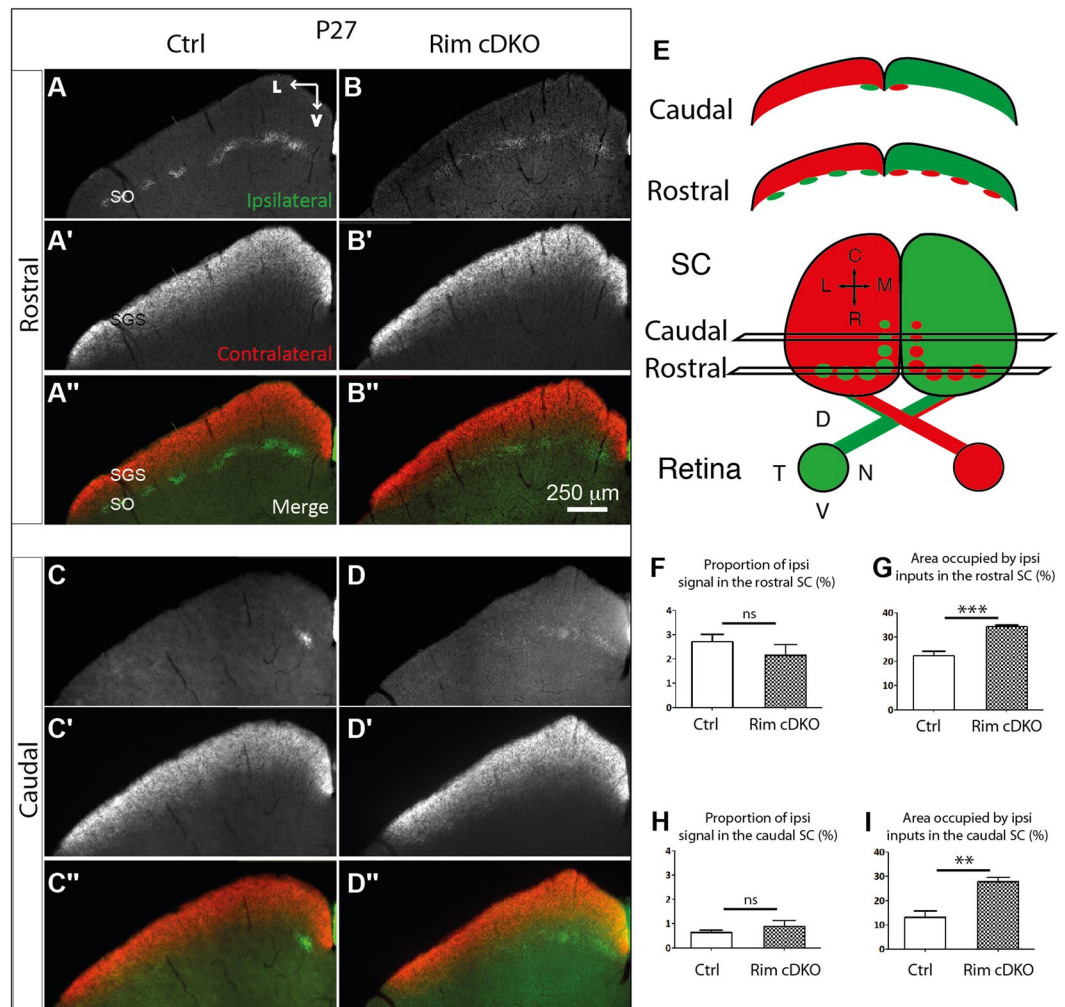 P27
Ctrl
Rim cDKO
Rostral
A
L
V
SO
Ipsilateral
B
A'
SGS
Contralateral
B'
A"
SGS
SO
Merge
B"
250 µm
Caudal
C
D
C'
D'
C"
D"
E
Caudal
Rostral
SC
C
L M
R
Caudal
Rostral
D
Retina
T N
V
F
Proportion of ipsi
signal in the rostral SC (%)
4
3
2
1
0
ns
Ctrl Rim cDKO
G
Area occupied by ipsi
inputs in the rostral SC (%)
40
30
20
10
0
***
Ctrl Rim cDKO
H
Proportion of ipsi
signal in the caudal SC (%)
4
3
2
1
0
ns
Ctrl Rim cDKO
I
Area occupied by ipsi
inputs in the caudal SC (%)
40
30
20
10
0
**
Ctrl Rim cDKO